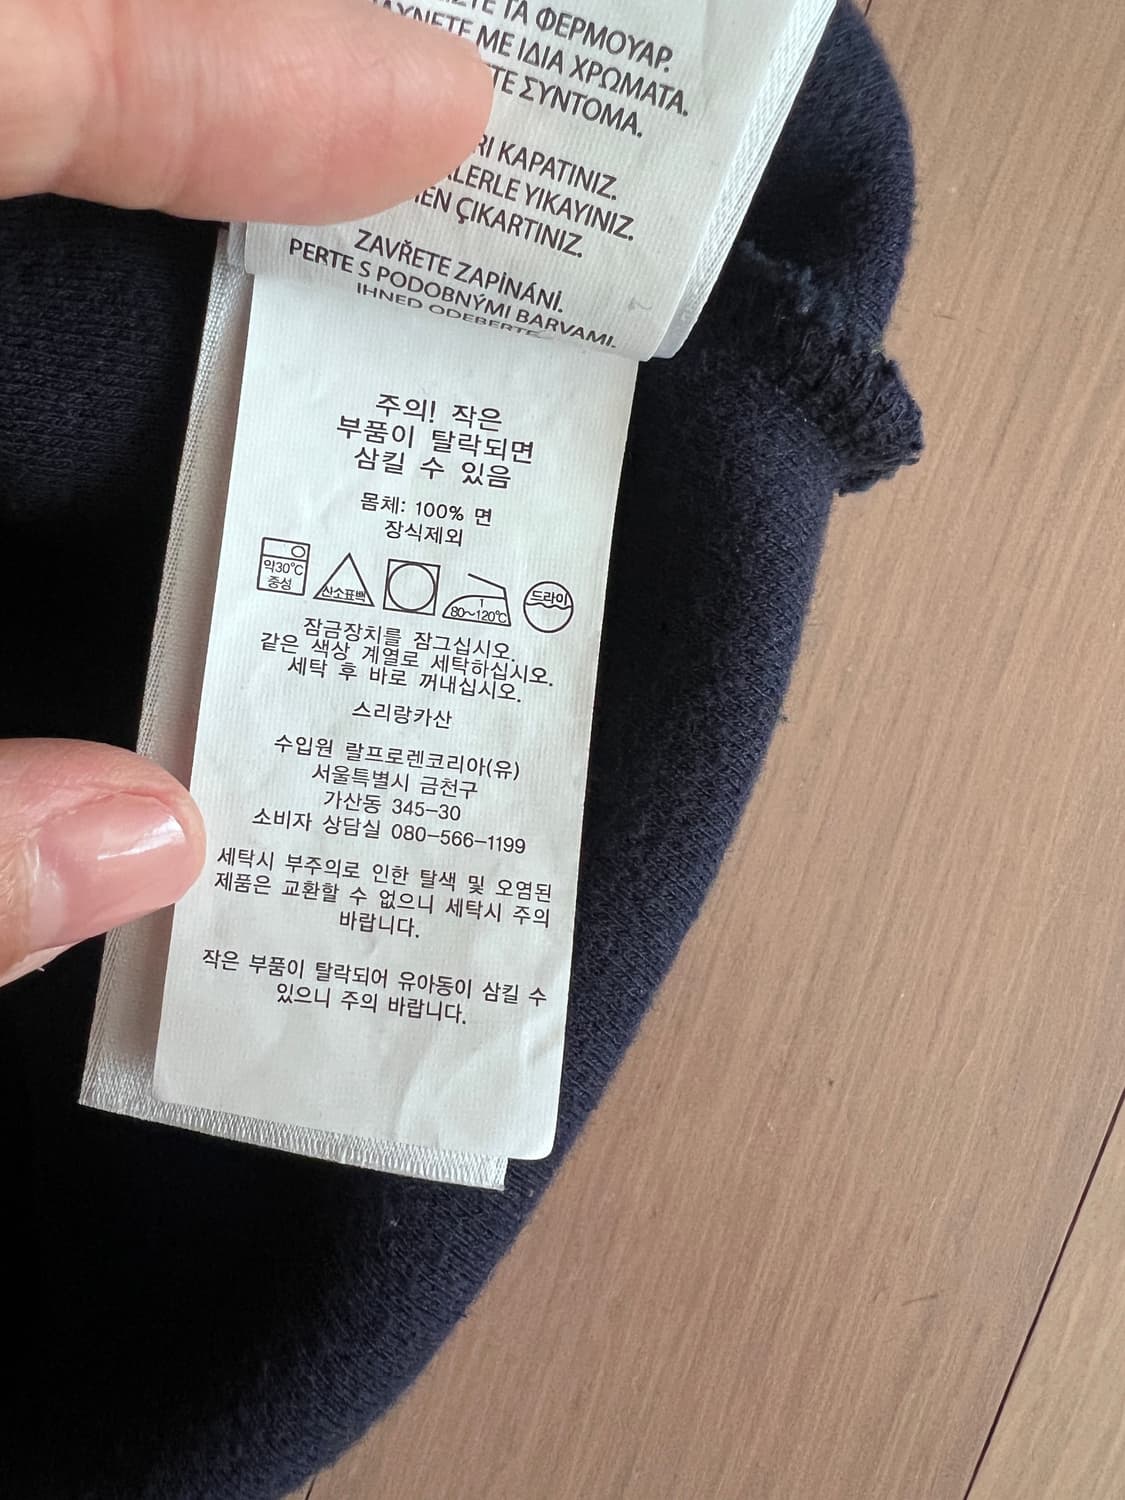 ΤΑ ΦΕΡΜΟΥΑΡ.
ΜΕ ΙΔΙΑ ΧΡΩΜΑΤΑ.
ΣΥΝΤΟΜΑ.
KAPATINIZ.
YIKAYINIZ.
ÇIKARTINIZ.
ZAVŘETE ZAPÍNÁNÍ.
PERTE S PODOBNÝMI BARVAMI.
IHNED ODEBERTE
주의! 작은
부품이 탈락되면
삼킬 수 있음
몸체: 100% 면
장식제외
약30℃
중성
산소표백
80~120℃
드라이
잠금장치를 잠그십시오.
같은 색상 계열로 세탁하십시오.
세탁 후 바로 꺼내십시오.
스리랑카산
수입원 랄프로렌코리아(유)
서울특별시 금천구
가산동 345-30
소비자 상담실 080-566-1199
세탁시 부주의로 인한 탈색 및 오염된
제품은 교환할 수 없으니 세탁시 주의
바랍니다.
작은 부품이 탈락되어 유아동이 삼킬 수
있으니 주의 바랍니다.